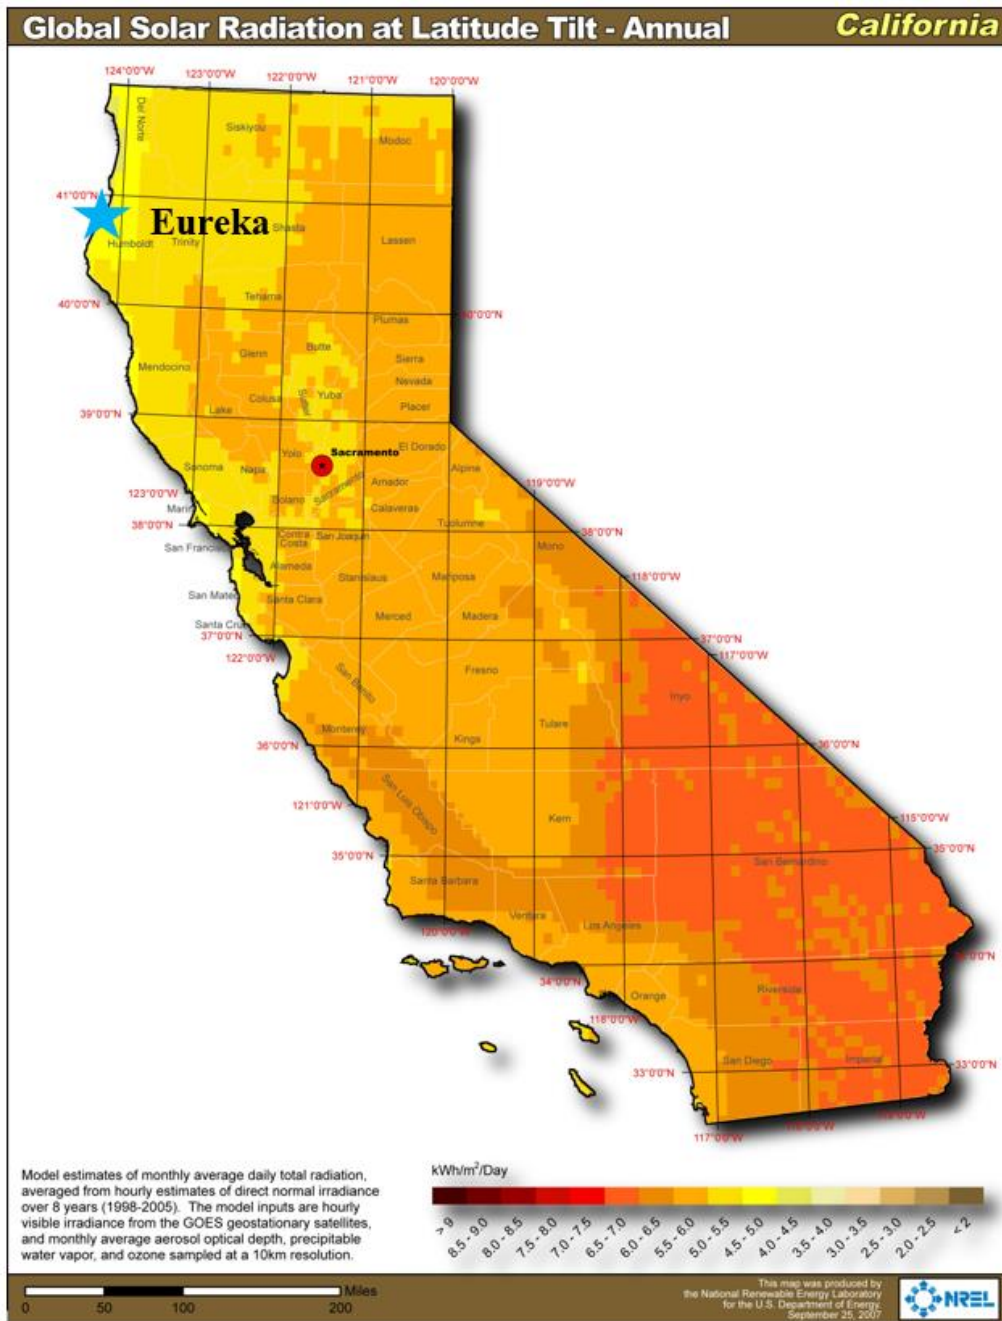 Global Solar Radiation at Latitude Tilt - Annual
California
124°0'0"W
123°0'0"W
122°0'0"W
121°0'0"W
120°0'0"W
Del Norte
Siskiyou
Modoc
41°0'0"N
Eureka
Humboldt
Trinity
Shasta
Lassen
Tehama
40°0'0"N
Plumas
Mendocino
Glenn
Butte
Sierra
Nevada
Colusa
Sutter
Yuba
Placer
Lake
39°0'0"N
El Dorado
Sonoma
Napa
Yolo
Sacramento
Sacramento
Amador
Alpine
123°0'0"W
119°0'0"W
Marin
Solano
Calaveras
38°0'0"N
Tuolumne
38°0'0"N
Contra
Costa
San Joaquin
San Francis
Mono
Alameda
118°0'0"W
Stanislaus
Mariposa
San Mateo
Santa Clara
Merced
Madera
Santa Cru
37°0'0"N
37°0'0"N
122°0'0"W
117°0'0"W
San Benito
Fresno
Inyo
Monterey
Tulare
Kings
36°0'0"N
36°0'0"N
121°0'0"W
San Luis Obispo
Kern
115°0'0"W
35°0'0"N
35°0'0"N
San Bernardino
Santa Barbara
Ventura
Los Angeles
120°0'0"W
34°0'0"N
Orange
Riverside
118°0'0"W
33°0'0"N
San Diego
Imperial
33°0'0"N
117°0'0"W
Model estimates of monthly average daily total radiation,
averaged from hourly estimates of direct normal irradiance
over 8 years (1998-2005).  The model inputs are hourly
visible irradiance from the GOES geostationary satellites,
and monthly average aerosol optical depth, precipitable
water vapor, and ozone sampled at a 10km resolution.
kWh/m²/Day
> 9
8.5 - 9.0
8.0 - 8.5
7.5 - 8.0
7.0 - 7.5
6.5 - 7.0
6.0 - 6.5
5.5 - 6.0
5.0 - 5.5
4.5 - 5.0
4.0 - 4.5
3.5 - 4.0
3.0 - 3.5
2.5 - 3.0
2.0 - 2.5
< 2
Miles
0 50 100 200
This map was produced by
the National Renewable Energy Laboratory
for the U.S. Department of Energy.
September 25, 2007
NREL